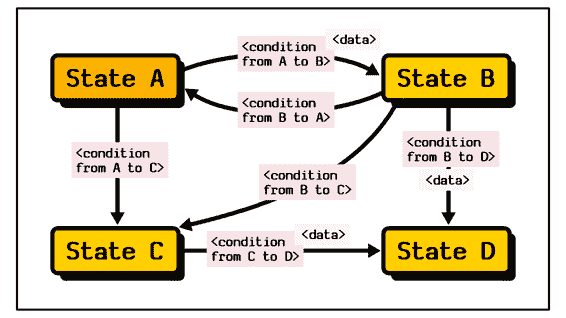 <condition
from A to B>
<data>
State A
State B
<condition
from B to A>
<condition
from A to C>
<condition
from B to C>
<condition
from B to D>
<data>
State C
<condition
from C to D>
<data>
State D